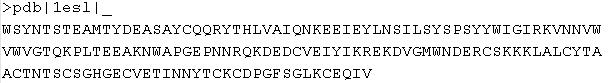 >pdb|1esl|_
WSYNTSTEAMTYDEASAYCQQRYTHLVAIQNKEEIEYLNSILSYSPSYYWIGIRKVNNVW
VWVGTQKPLTEEAKNWAPGEPNNRQKDEDCVEIYIKREKDVGMWNDERCSKKKLALCYTA
ACTNTSCSGHGECVETINNYTCKCDPGFSGLKCEQIV